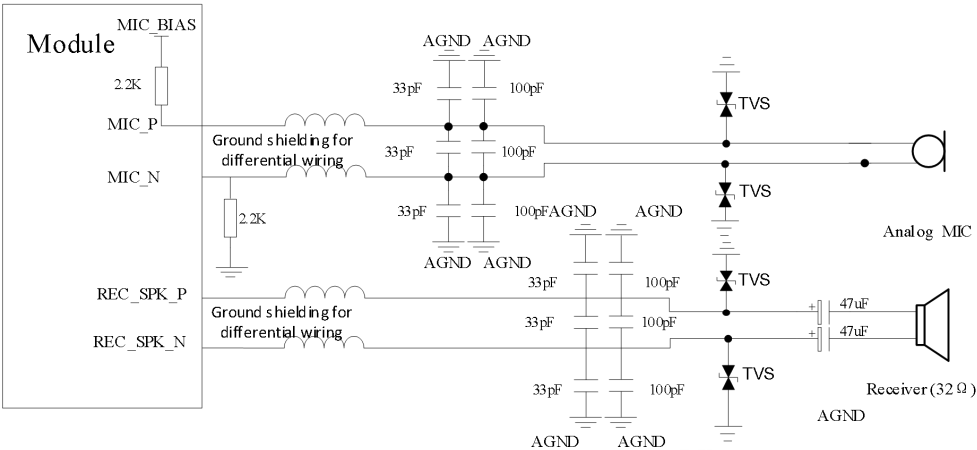 MIC_BIAS
Module
2.2K
MIC_P
MIC_N
2.2K
REC_SPK_P
REC_SPK_N
Ground shielding for
differential wiring
Ground shielding for
differential wiring
AGND
AGND
33pF
100pF
33pF
100pF
33pF
100pF
AGND
AGND
AGND
AGND
33pF
100pF
33pF
100pF
33pF
100pF
AGND
AGND
TVS
TVS
TVS
TVS
Analog MIC
+
47uF
+
47uF
Receiver(32Ω)
AGND